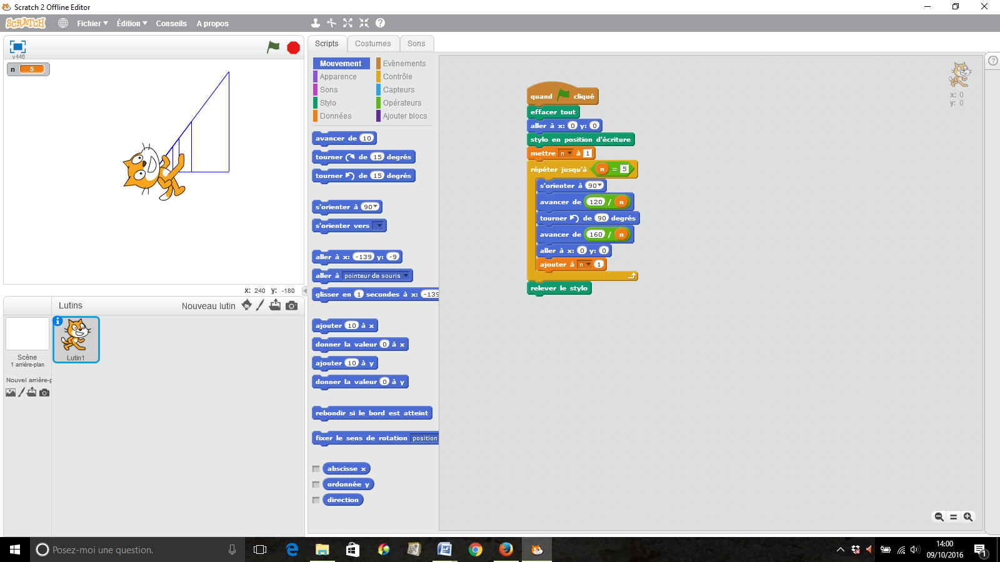 Scratch 2 Offline Editor
SCRATCH Fichier Édition Conseils A propos
v446
n 5
x: 240 y: -180
Lutins Nouveau lutin
Scène
1 arrière-plan
Nouvel arrière-p
Lutin1
Scripts Costumes Sons
Mouvement Evènements
Apparence Contrôle
Sons Capteurs
Stylo Opérateurs
Données Ajouter blocs
avancer de 10
tourner de 15 degrés
tourner de 15 degrés
s'orienter à 90
s'orienter vers
aller à x: -139 y: -9
aller à pointeur de souris
glisser en 1 secondes à x: -139
ajouter 10 à x
donner la valeur 0 à x
ajouter 10 à y
donner la valeur 0 à y
rebondir si le bord est atteint
fixer le sens de rotation position
abscisse x
ordonnée y
direction
quand cliqué
effacer tout
aller à x: 0 y: 0
stylo en position d'écriture
mettre n à 1
répéter jusqu'à n = 5
s'orienter à 90
avancer de 120 / n
tourner de 90 degrés
avancer de 160 / n
aller à x: 0 y: 0
ajouter à n 1
relever le stylo
x: 0
y: 0
Posez-moi une question.
14:00
09/10/2016
1